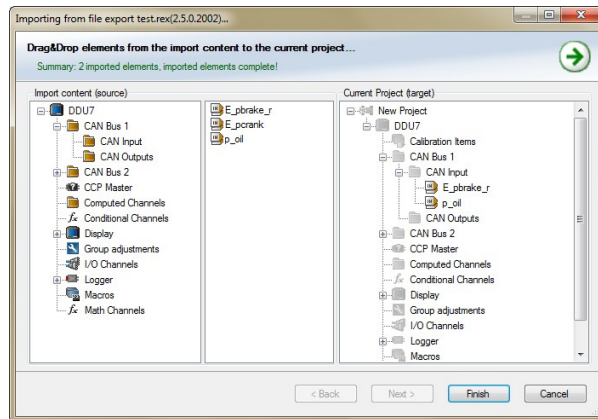 Importing from file export test.rex(2.5.0.2002)...
Drag&Drop elements from the import content to the current project...
Summary: 2 imported elements, imported elements complete!
Import content (source)
DDU7
CAN Bus 1
CAN Input
CAN Outputs
CAN Bus 2
CCP Master
Computed Channels
fx Conditional Channels
Display
Group adjustments
I/O Channels
Logger
Macros
fx Math Channels
E_pbrake_r
E_pcrank
p_oil
Current Project (target)
New Project
DDU7
Calibration Items
CAN Bus 1
CAN Input
E_pbrake_r
p_oil
CAN Outputs
CAN Bus 2
CCP Master
Computed Channels
fx Conditional Channels
Display
Group adjustments
I/O Channels
Logger
Macros
< Back
Next >
Finish
Cancel